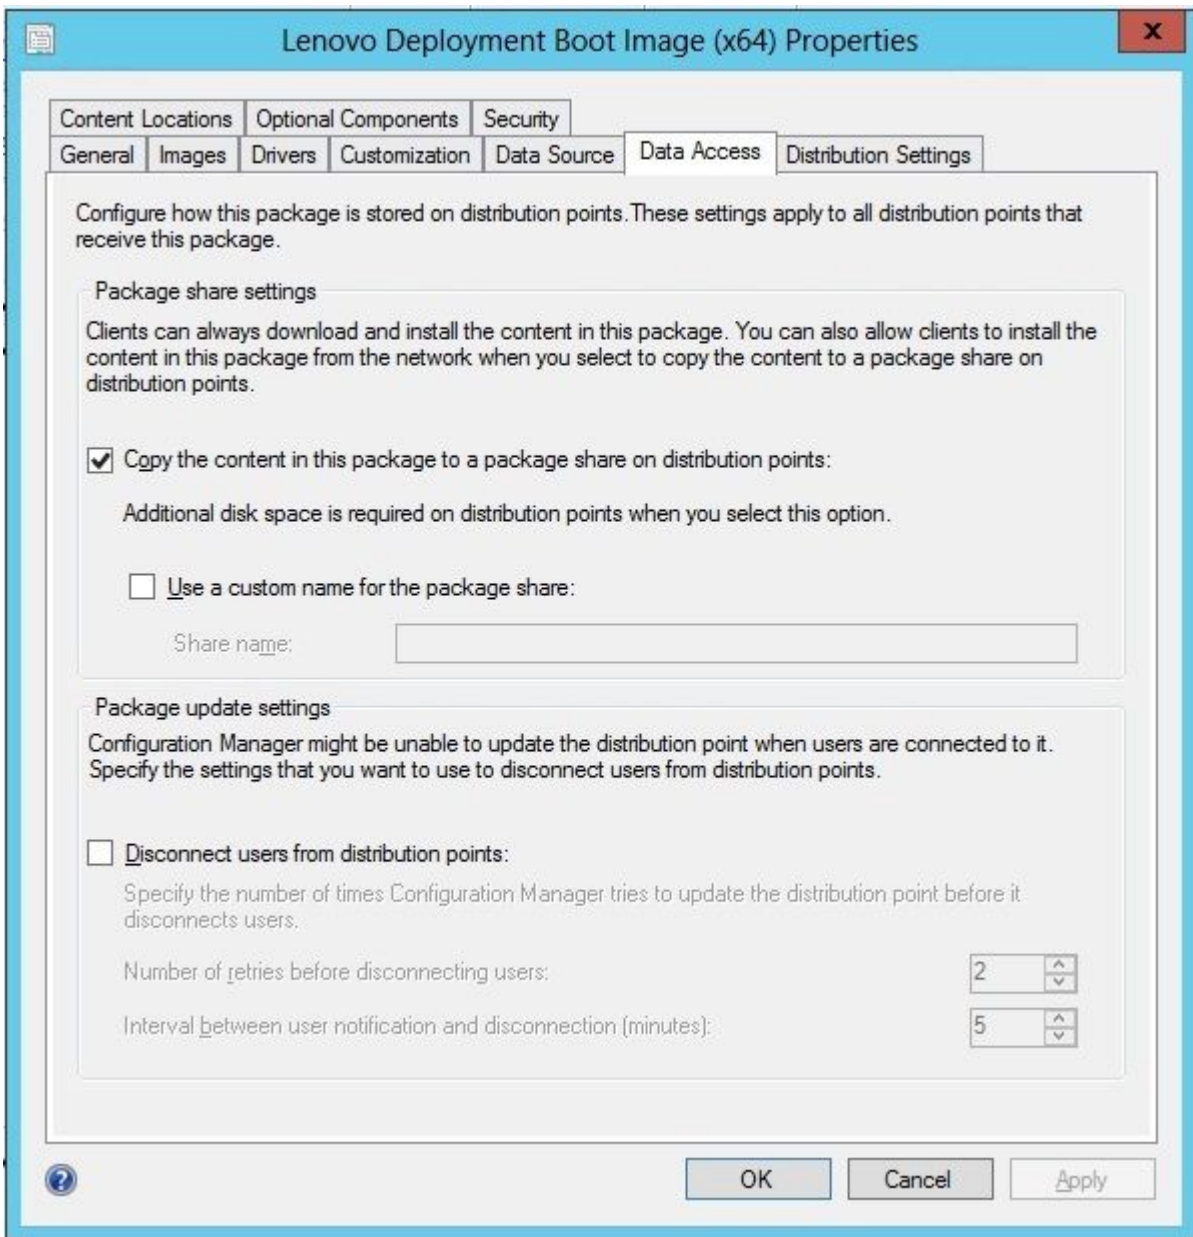 Lenovo Deployment Boot Image (x64) Properties
x
Content Locations Optional Components Security
General Images Drivers Customization Data Source Data Access Distribution Settings
Configure how this package is stored on distribution points.These settings apply to all distribution points that
receive this package.
Package share settings
Clients can always download and install the content in this package. You can also allow clients to install the
content in this package from the network when you select to copy the content to a package share on
distribution points.
Copy the content in this package to a package share on distribution points:
Additional disk space is required on distribution points when you select this option.
Use a custom name for the package share:
Share name:
Package update settings
Configuration Manager might be unable to update the distribution point when users are connected to it.
Specify the settings that you want to use to disconnect users from distribution points.
Disconnect users from distribution points:
Specify the number of times Configuration Manager tries to update the distribution point before it
disconnects users.
Number of retries before disconnecting users: 2
Interval between user notification and disconnection (minutes): 5
? OK Cancel Apply